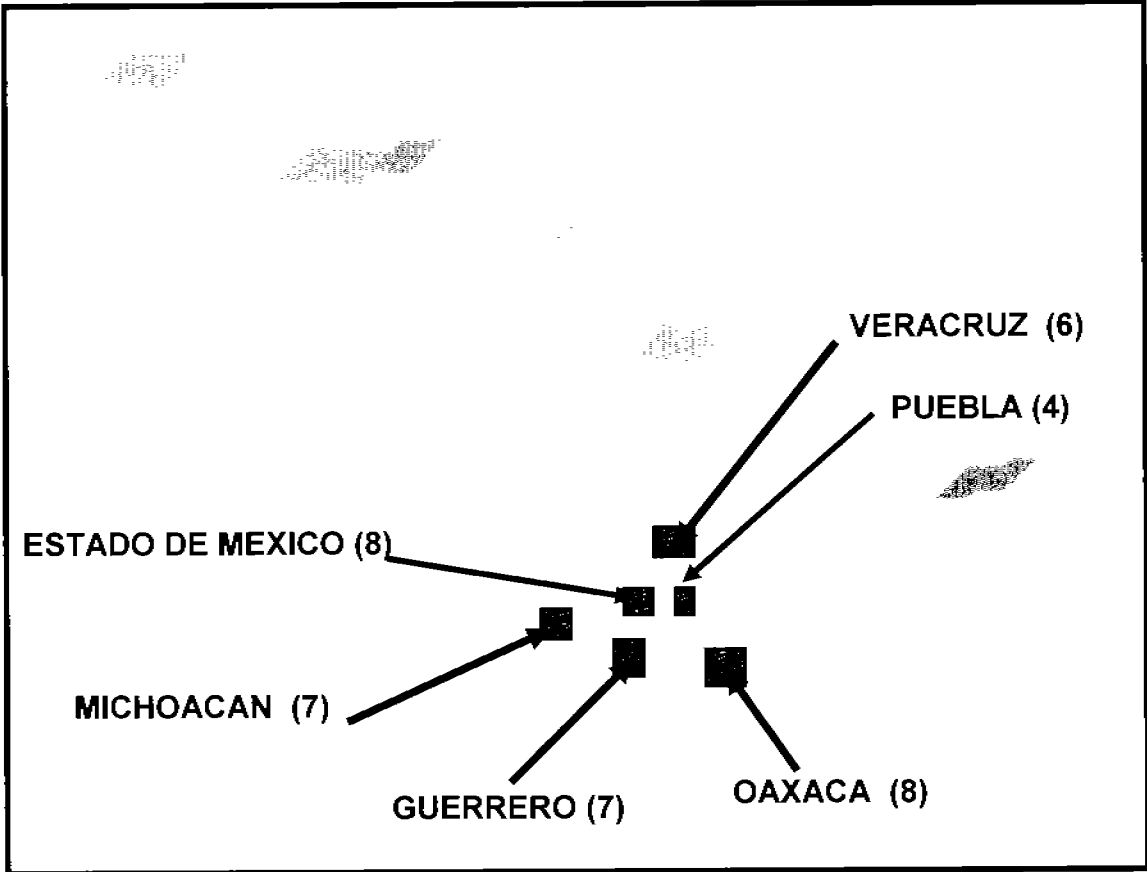 VERACRUZ (6)
PUEBLA (4)
ESTADO DE MEXICO (8)
MICHOACAN (7)
OAXACA (8)
GUERRERO (7)